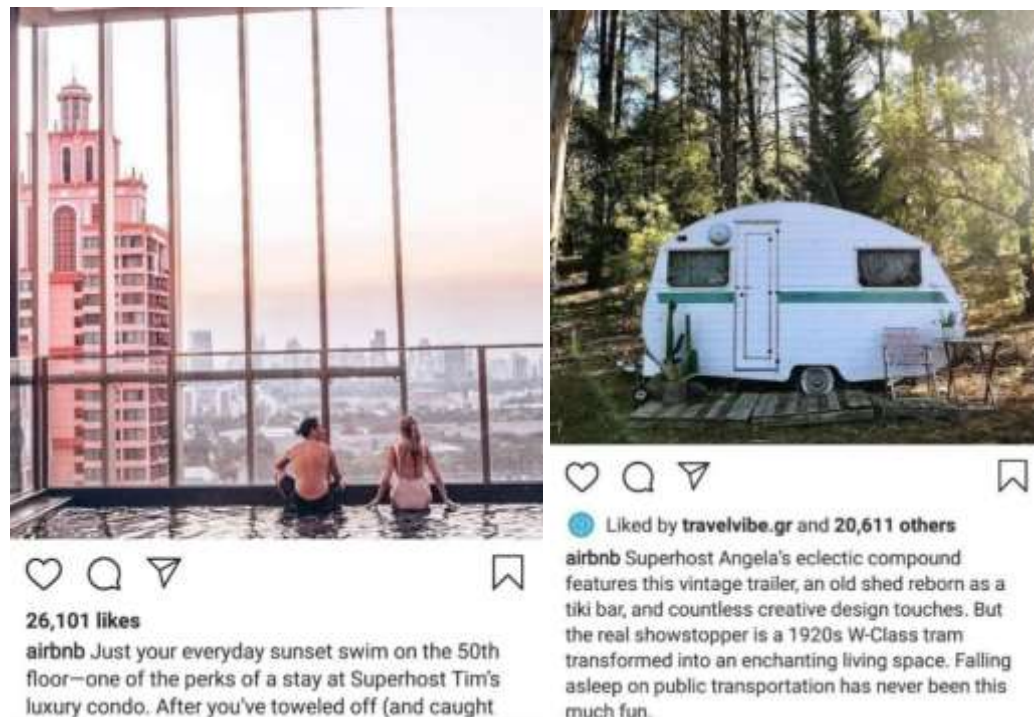 26,101 likes
airbnb Just your everyday sunset swim on the 50th
floor—one of the perks of a stay at Superhost Tim's
luxury condo. After you've toweled off (and caught
Liked by travelvibe.gr and 20,611 others
airbnb Superhost Angela's eclectic compound
features this vintage trailer, an old shed reborn as a
tiki bar, and countless creative design touches. But
the real showstopper is a 1920s W-Class tram
transformed into an enchanting living space. Falling
asleep on public transportation has never been this
much fun.